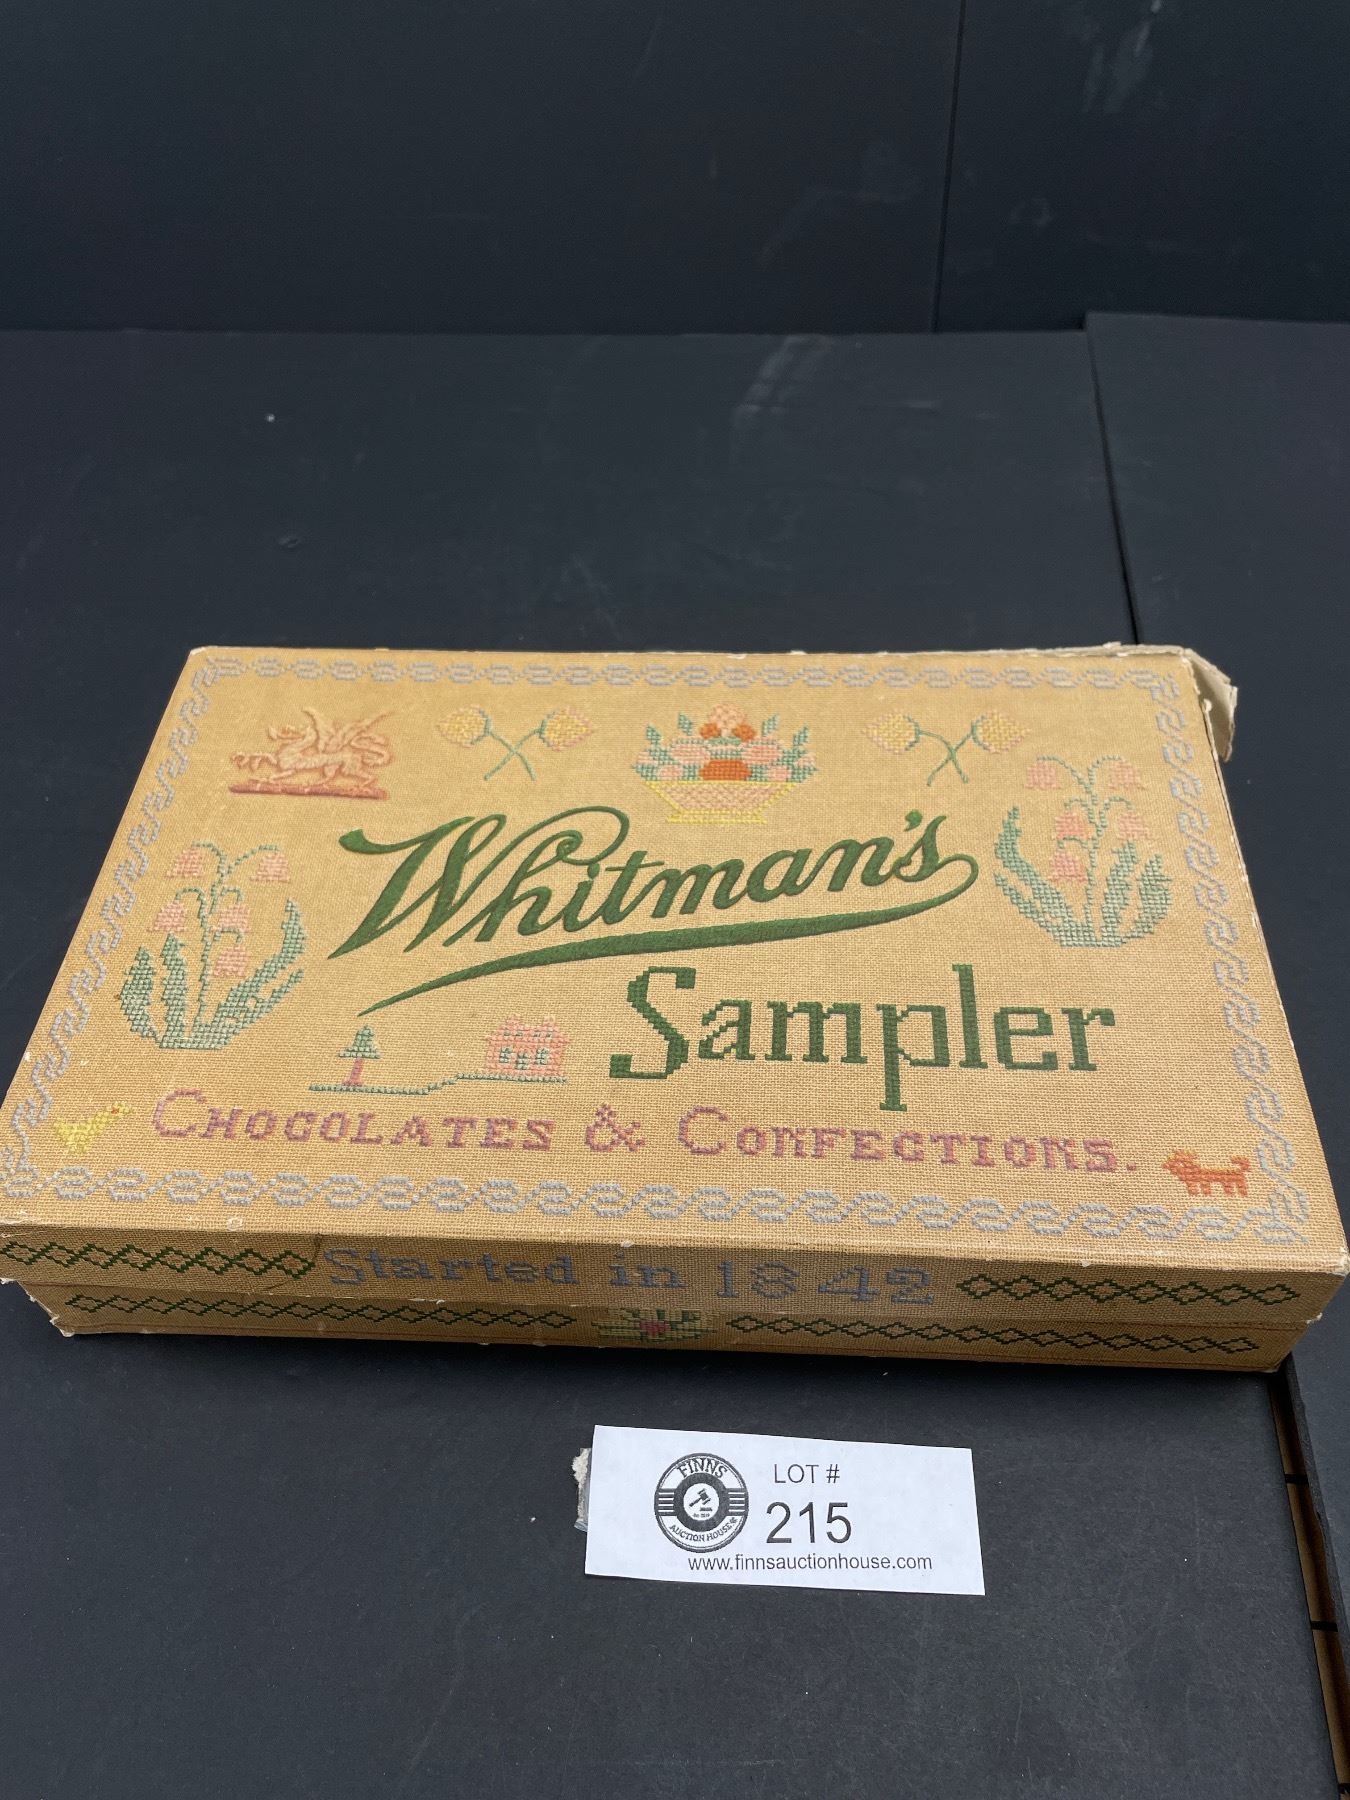 Whitman's
Sampler
CHOCOLATES & CONFECTIONS.
Started in 1842
FINNS
AUCTION HOUSE
LOT #
215
www.finnsauctionhouse.com